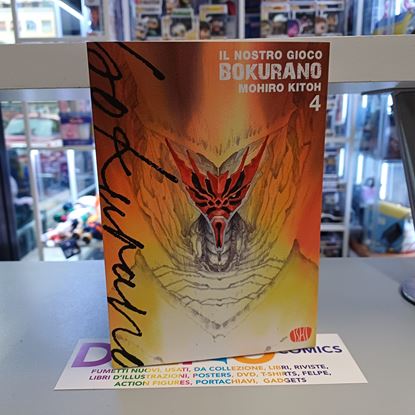 IL NOSTRO GIOCO
BOKURANO
MOHIRO KITOH
4
Bokurano
COMICS
FUMETTI NUOVI, USATI, DA COLLEZIONE, LIBRI, RIVISTE,
LIBRI D'ILLUSTRAZIONI, POSTERS, DVD, T-SHIRTS, FELPE,
ACTION FIGURES, PORTACHIAVI, GADGETS